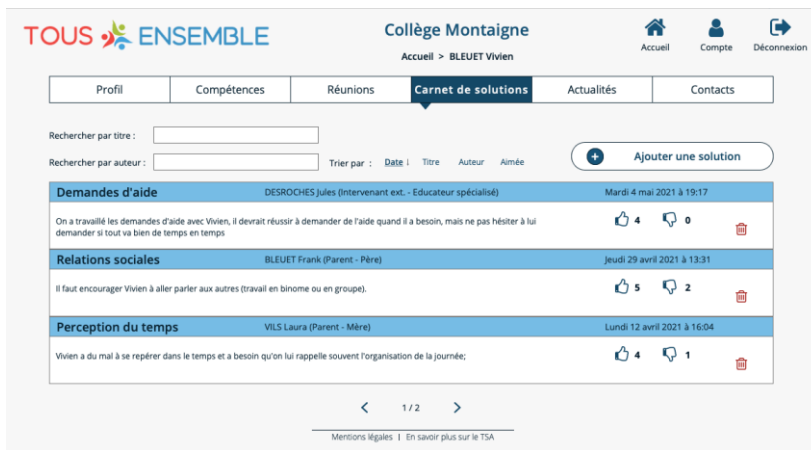 TOUS ENSEMBLE
Collège Montaigne
Accueil > BLEUET Vivien
Accueil
Compte
Déconnexion
Profil
Compétences
Réunions
Carnet de solutions
Actualités
Contacts
Rechercher par titre :
Rechercher par auteur :
Trier par : Date ↓ Titre Auteur Aimée
Ajouter une solution
Demandes d'aide DESROCHES Jules (Intervenant ext. - Educateur spécialisé) Mardi 4 mai 2021 à 19:17
On a travaillé les demandes d'aide avec Vivien, il devrait réussir à demander de l'aide quand il a besoin, mais ne pas hésiter à lui
demander si tout va bien de temps en temps
4 0
Relations sociales BLEUET Frank (Parent - Père) Jeudi 29 avril 2021 à 13:31
Il faut encourager Vivien à aller parler aux autres (travail en binome ou en groupe).
5 2
Perception du temps VILS Laura (Parent - Mère) Lundi 12 avril 2021 à 16:04
Vivien a du mal à se repérer dans le temps et a besoin qu'on lui rappelle souvent l'organisation de la journée;
4 1
< 1 / 2 >
Mentions légales | En savoir plus sur le TSA